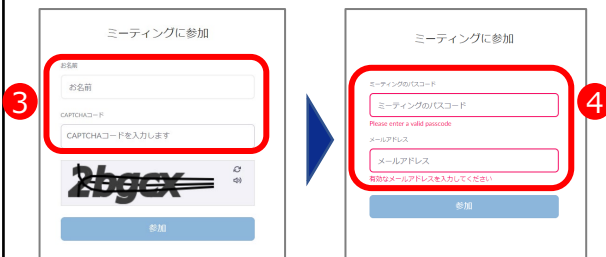 ミーティングに参加
3
お名前
お名前
CAPTCHAコード
CAPTCHAコードを入力します
2bgcx
参加
ミーティングに参加
4
ミーティングのパスコード
ミーティングのパスコード
Please enter a valid passcode
メールアドレス
メールアドレス
有効なメールアドレスを入力してください
参加